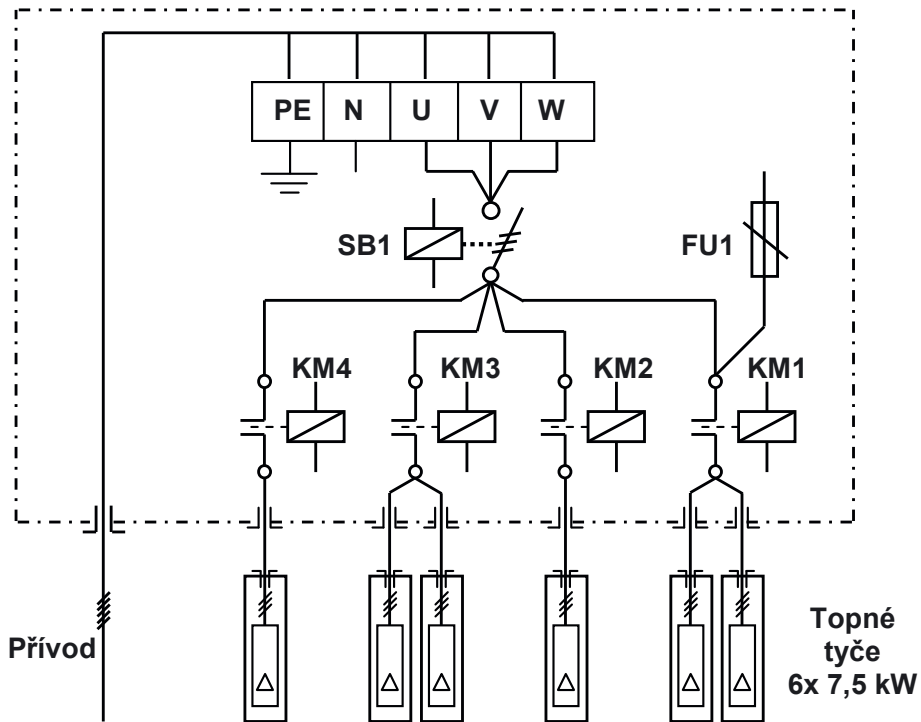 PE N U V W
SB1
FU1
KM4
KM3
KM2
KM1
Přívod
Topné
tyče
6x 7,5 kW